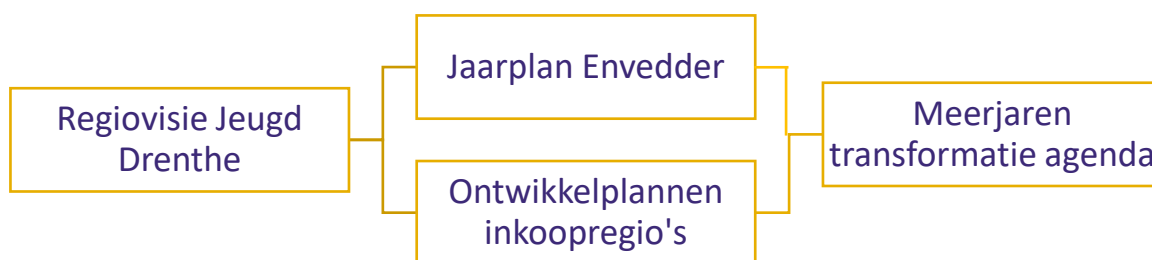 Regiovisie Jeugd
Drenthe
Jaarplan Envedder
Ontwikkelplannen
inkoopregio's
Meerjaren
transformatie agenda